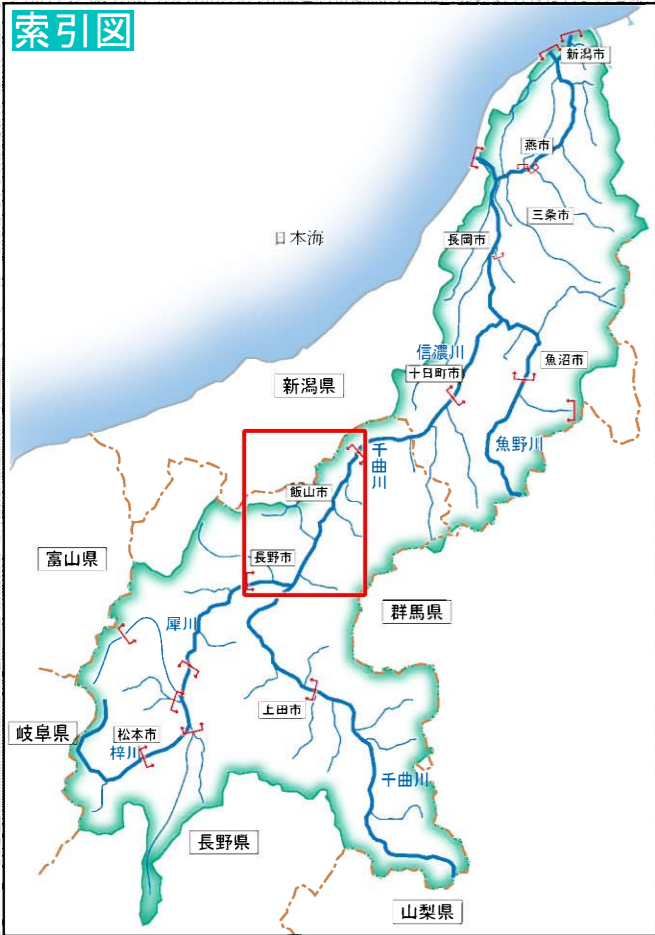 索引図
新潟市
燕市
三条市
長岡市
日本海
信濃川
十日町市
魚沼市
新潟県
魚野川
千曲川
飯山市
長野市
富山県
群馬県
犀川
上田市
岐阜県
松本市
梓川
千曲川
長野県
山梨県